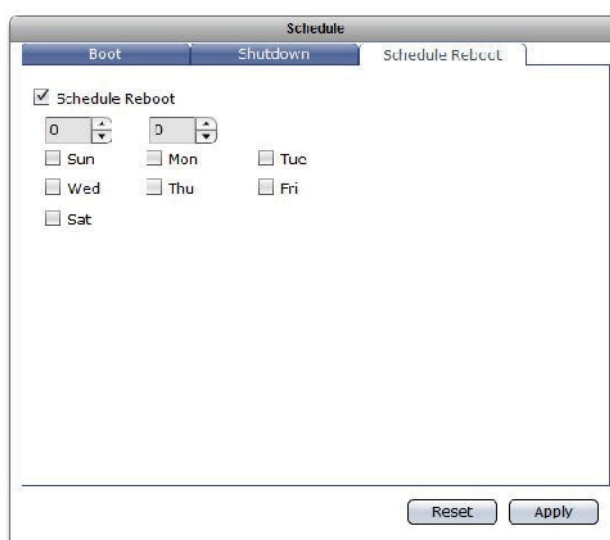 Schedule
Boot Shutdown Schedule Reboot
Schedule Reboot
0 0
Sun Mon Tue
Wed Thu Fri
Sat
Reset Apply